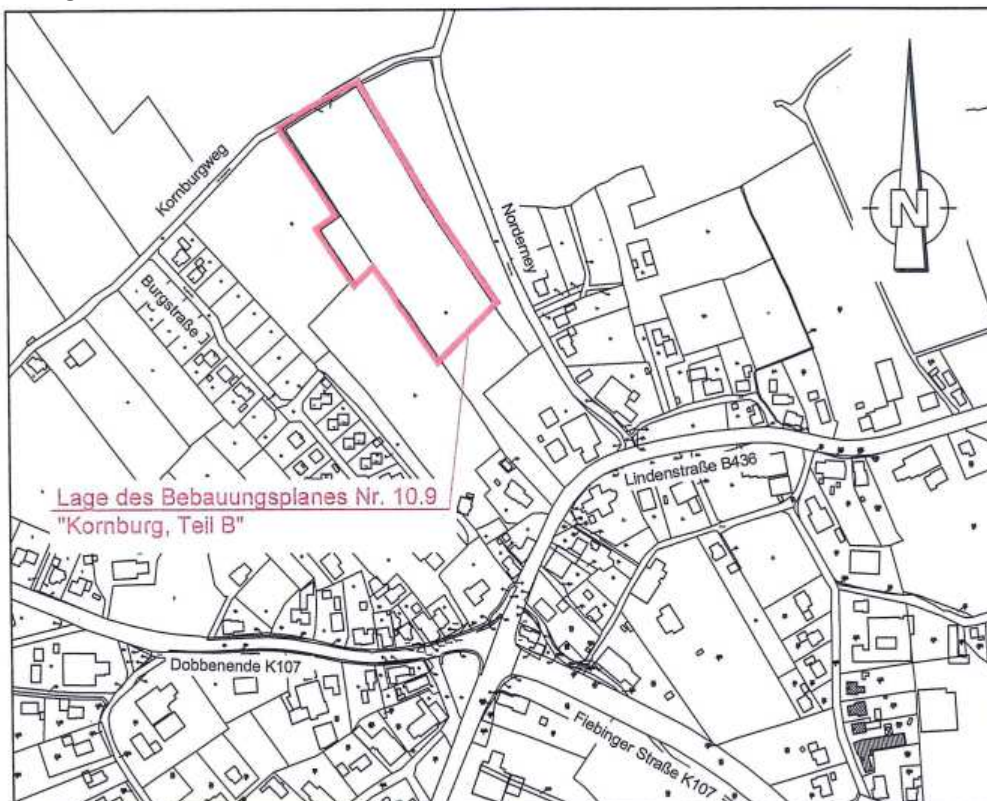 Kornburgweg
Norderney
N
Burgstraße
Lindenstraße B436
Lage des Bebauungsplanes Nr. 10.9
"Kornburg, Teil B"
Dobbenende K107
Fiebinger Straße K107